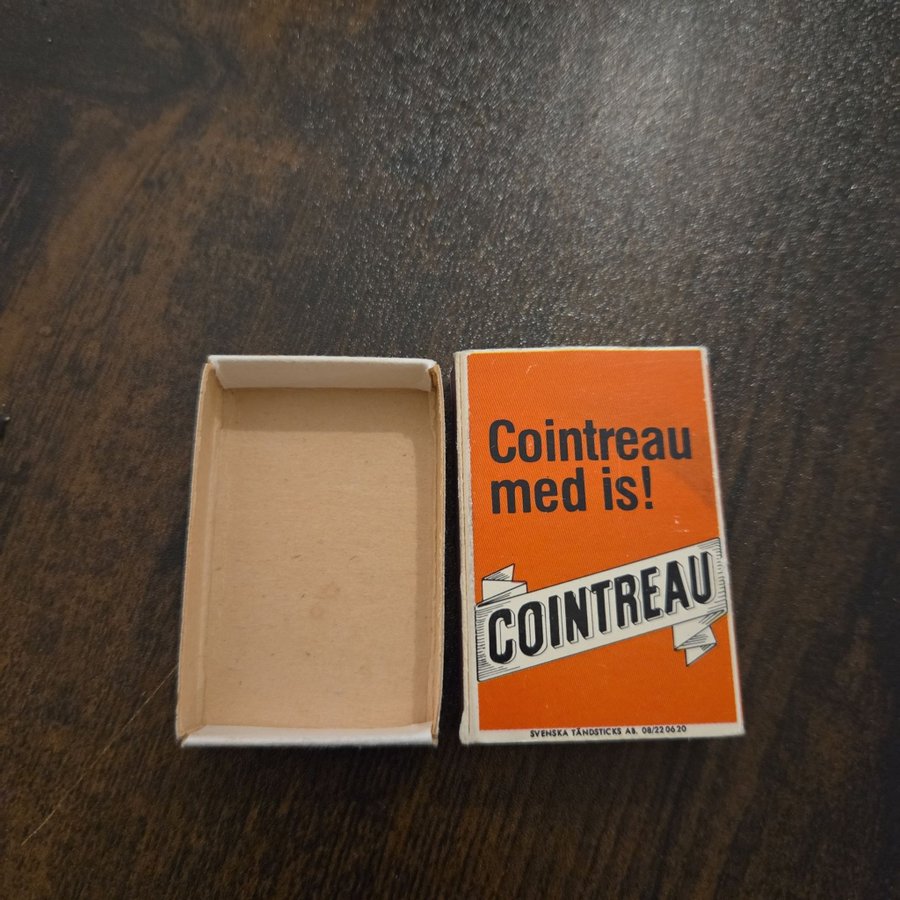 Cointreau
med is!
COINTREAU
SVENSKA TÄNDSTICKS AB. 08/22 06 20